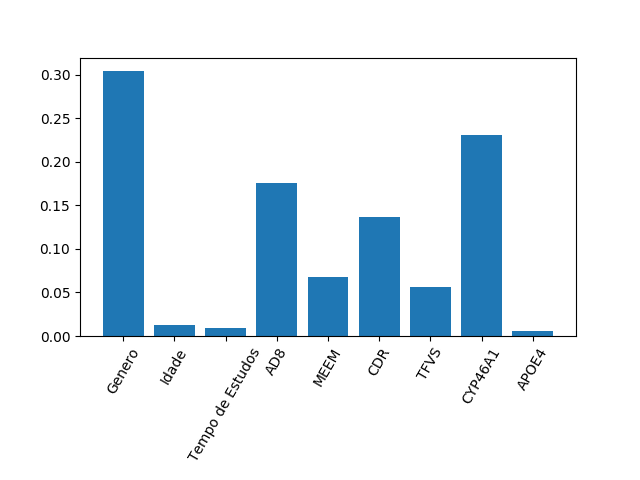 0.30
0.25
0.20
0.15
0.10
0.05
0.00
Genero
Idade
Tempo de Estudos
AD8
MEEM
CDR
TFVS
CYP46A1
APOE4